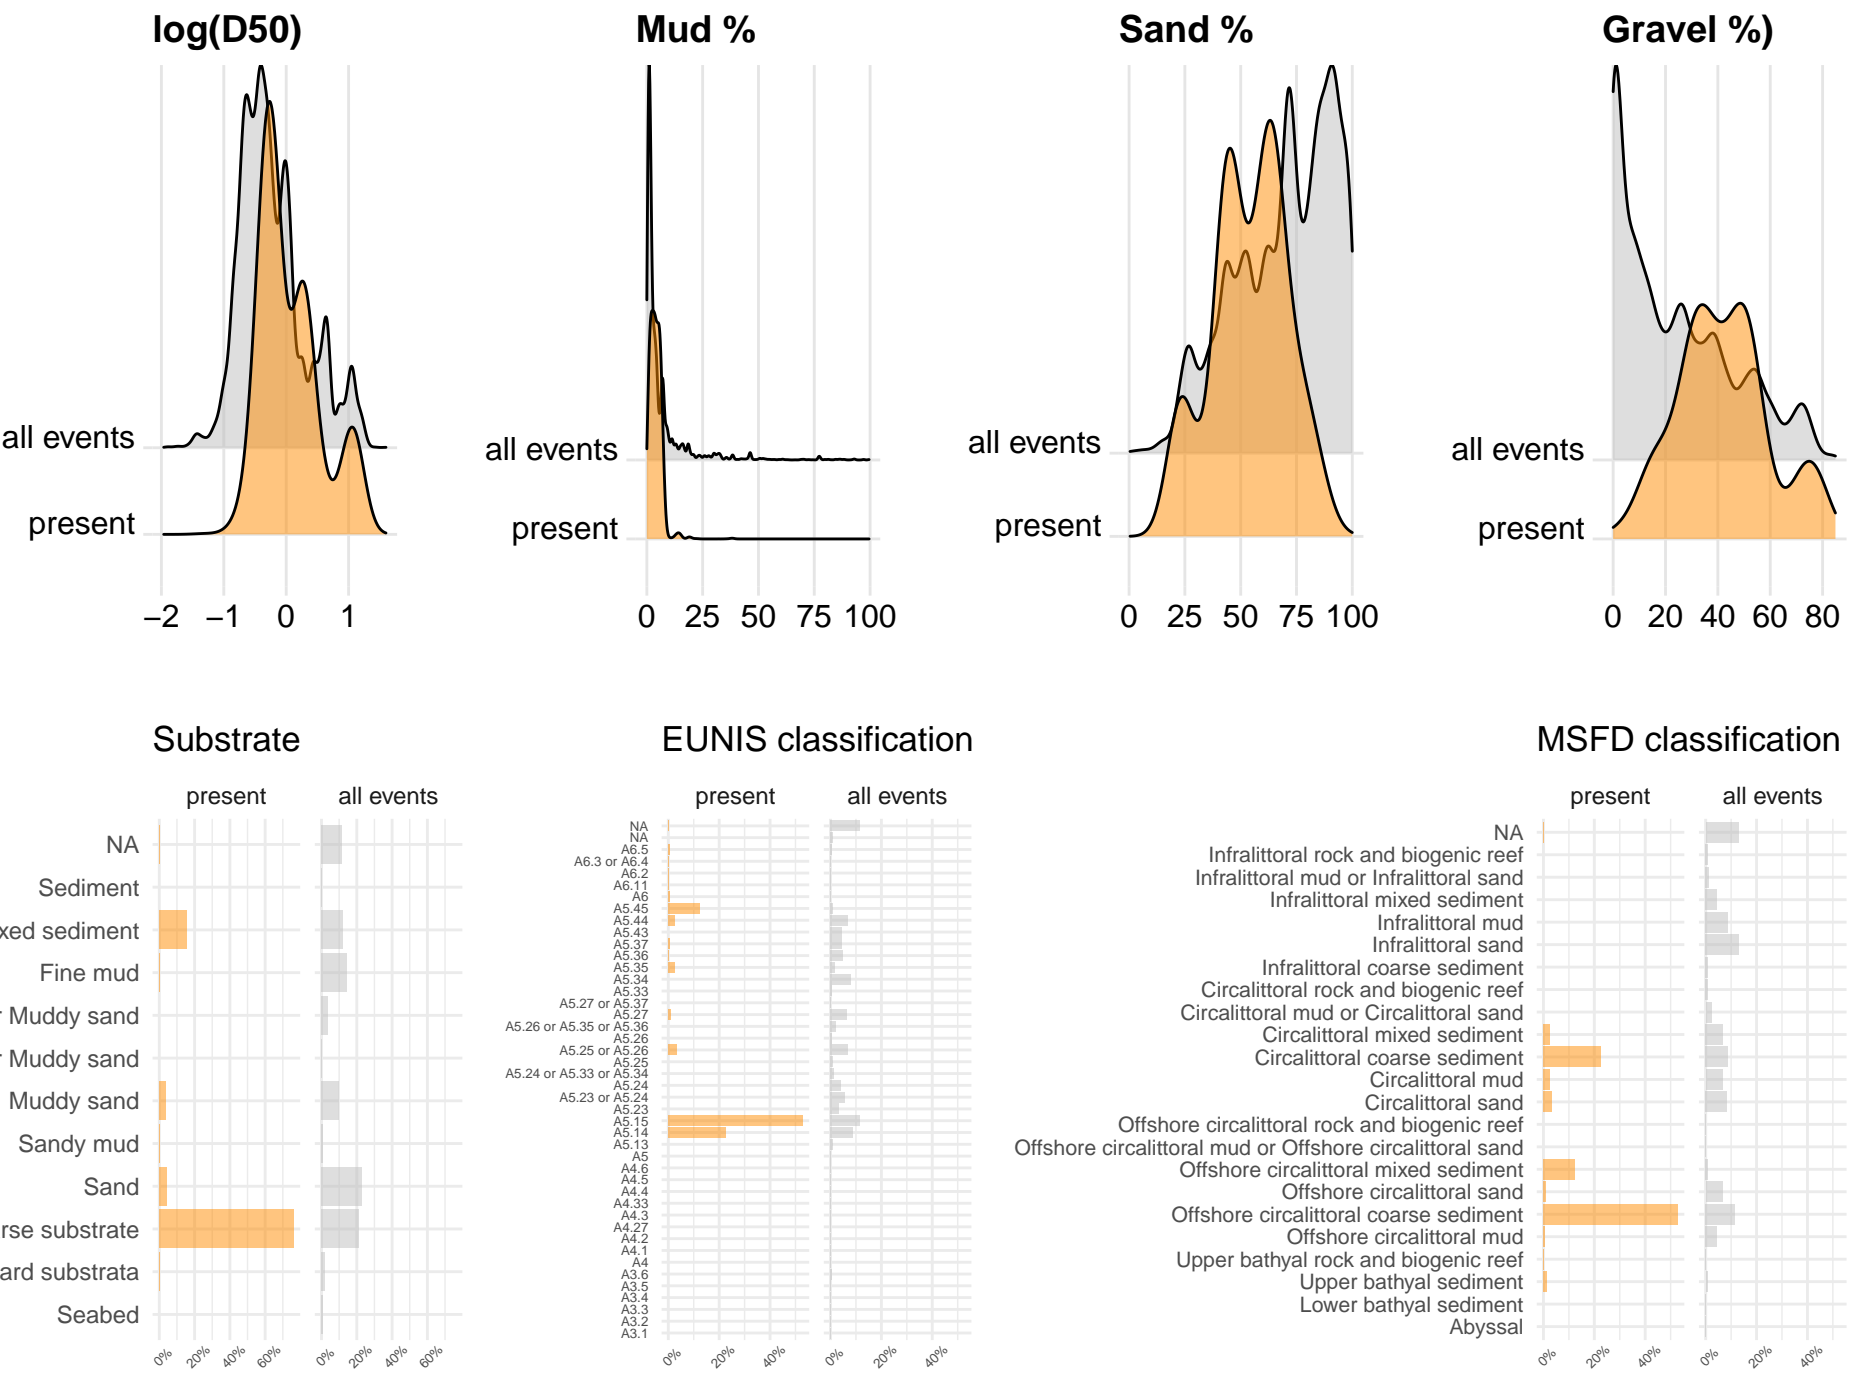 log(D50)
Mud %
Sand %
Gravel %)
all events
present
−2 −1 0 1
all events
present
0 25 50 75 100
all events
present
0 25 50 75 100
all events
present
0 20 40 60 80
Substrate
present all events
NA
Sediment
xed sediment
Fine mud
r Muddy sand
r Muddy sand
Muddy sand
Sandy mud
Sand
rse substrate
ard substrata
Seabed
0% 20% 40% 60% 0% 20% 40% 60%
EUNIS classification
present all events
NA
NA
A6.5
A6.3 or A6.4
A6.2
A6.11
A6
A5.45
A5.44
A5.43
A5.37
A5.36
A5.35
A5.34
A5.33
A5.27 or A5.37
A5.27
A5.26 or A5.35 or A5.36
A5.26
A5.25 or A5.26
A5.25
A5.24 or A5.33 or A5.34
A5.24
A5.23 or A5.24
A5.23
A5.15
A5.14
A5.13
A5
A4.6
A4.5
A4.4
A4.33
A4.3
A4.27
A4.2
A4.1
A4
A3.6
A3.5
A3.4
A3.3
A3.2
A3.1
0% 20% 40% 0% 20% 40%
MSFD classification
present all events
NA
Infralittoral rock and biogenic reef
Infralittoral mud or Infralittoral sand
Infralittoral mixed sediment
Infralittoral mud
Infralittoral sand
Infralittoral coarse sediment
Circalittoral rock and biogenic reef
Circalittoral mud or Circalittoral sand
Circalittoral mixed sediment
Circalittoral coarse sediment
Circalittoral mud
Circalittoral sand
Offshore circalittoral rock and biogenic reef
Offshore circalittoral mud or Offshore circalittoral sand
Offshore circalittoral mixed sediment
Offshore circalittoral sand
Offshore circalittoral coarse sediment
Offshore circalittoral mud
Upper bathyal rock and biogenic reef
Upper bathyal sediment
Lower bathyal sediment
Abyssal
0% 20% 40% 0% 20% 40%